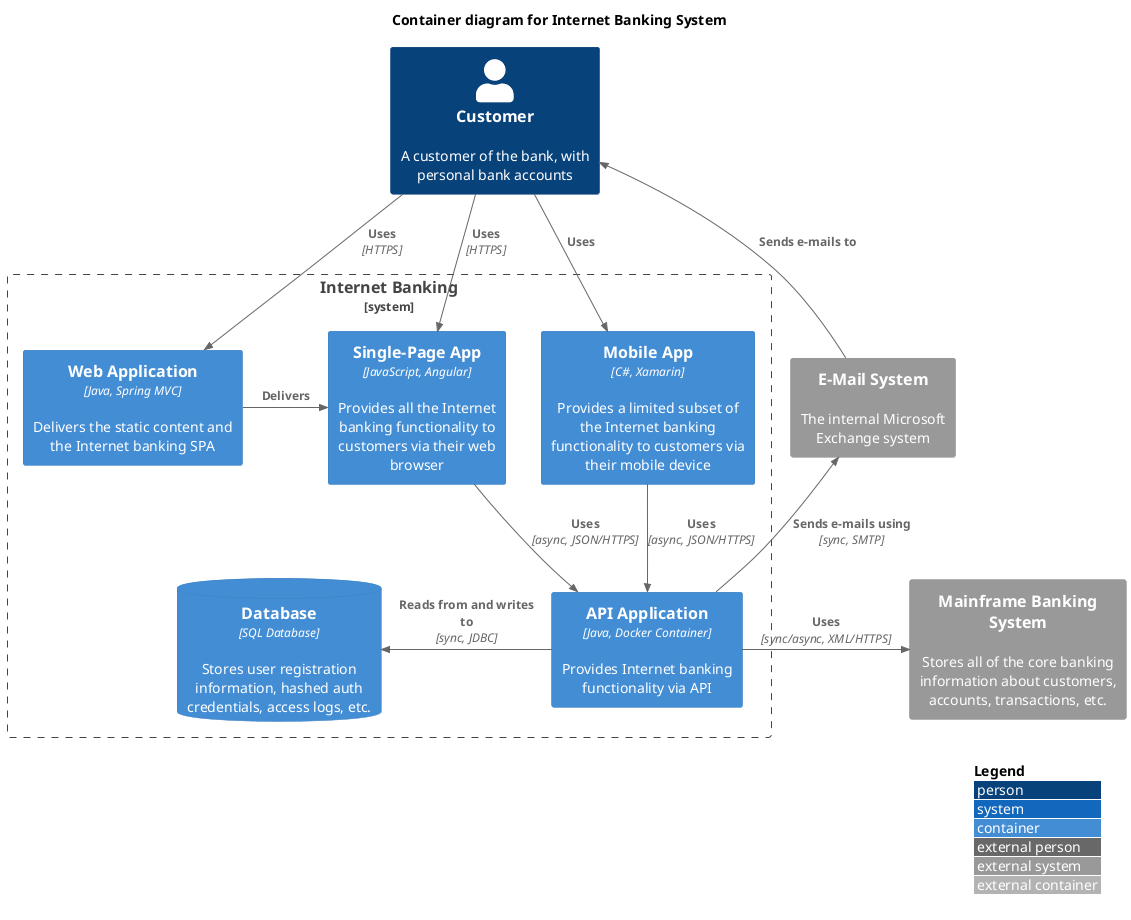 Container diagram for Internet Banking System
Customer
A customer of the bank, with
personal bank accounts
Uses
[HTTPS]
Uses
[HTTPS]
Uses
Sends e-mails to
Internet Banking
[system]
Web Application
[Java, Spring MVC]
Delivers the static content and
the Internet banking SPA
Delivers
Single-Page App
[JavaScript, Angular]
Provides all the Internet
banking functionality to
customers via their web
browser
Mobile App
[C#, Xamarin]
Provides a limited subset of
the Internet banking
functionality to customers via
their mobile device
E-Mail System
The internal Microsoft
Exchange system
Uses
[async, JSON/HTTPS]
Uses
[async, JSON/HTTPS]
Sends e-mails using
[sync, SMTP]
Database
[SQL Database]
Stores user registration
information, hashed auth
credentials, access logs, etc.
Reads from and writes
to
[sync, JDBC]
API Application
[Java, Docker Container]
Provides Internet banking
functionality via API
Uses
[sync/async, XML/HTTPS]
Mainframe Banking
System
Stores all of the core banking
information about customers,
accounts, transactions, etc.
Legend
person
system
container
external person
external system
external container